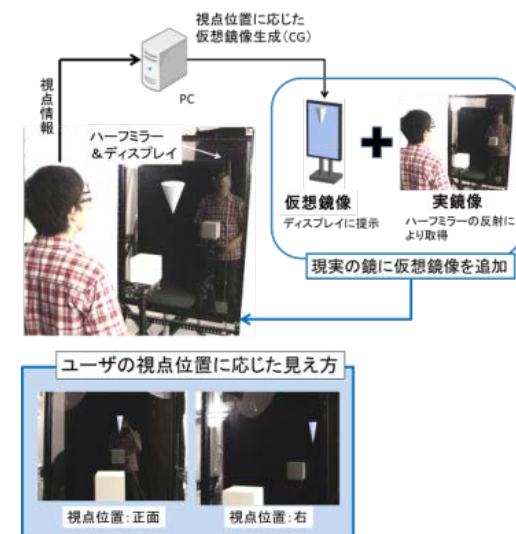 視点位置に応じた
仮想鏡像生成(CG)
視点情報
PC
ハーフミラー
＆ディスプレイ
仮想鏡像
ディスプレイに提示
実鏡像
ハーフミラーの反射に
より取得
現実の鏡に仮想鏡像を追加
ユーザの視点位置に応じた見え方
視点位置:正面
視点位置:右